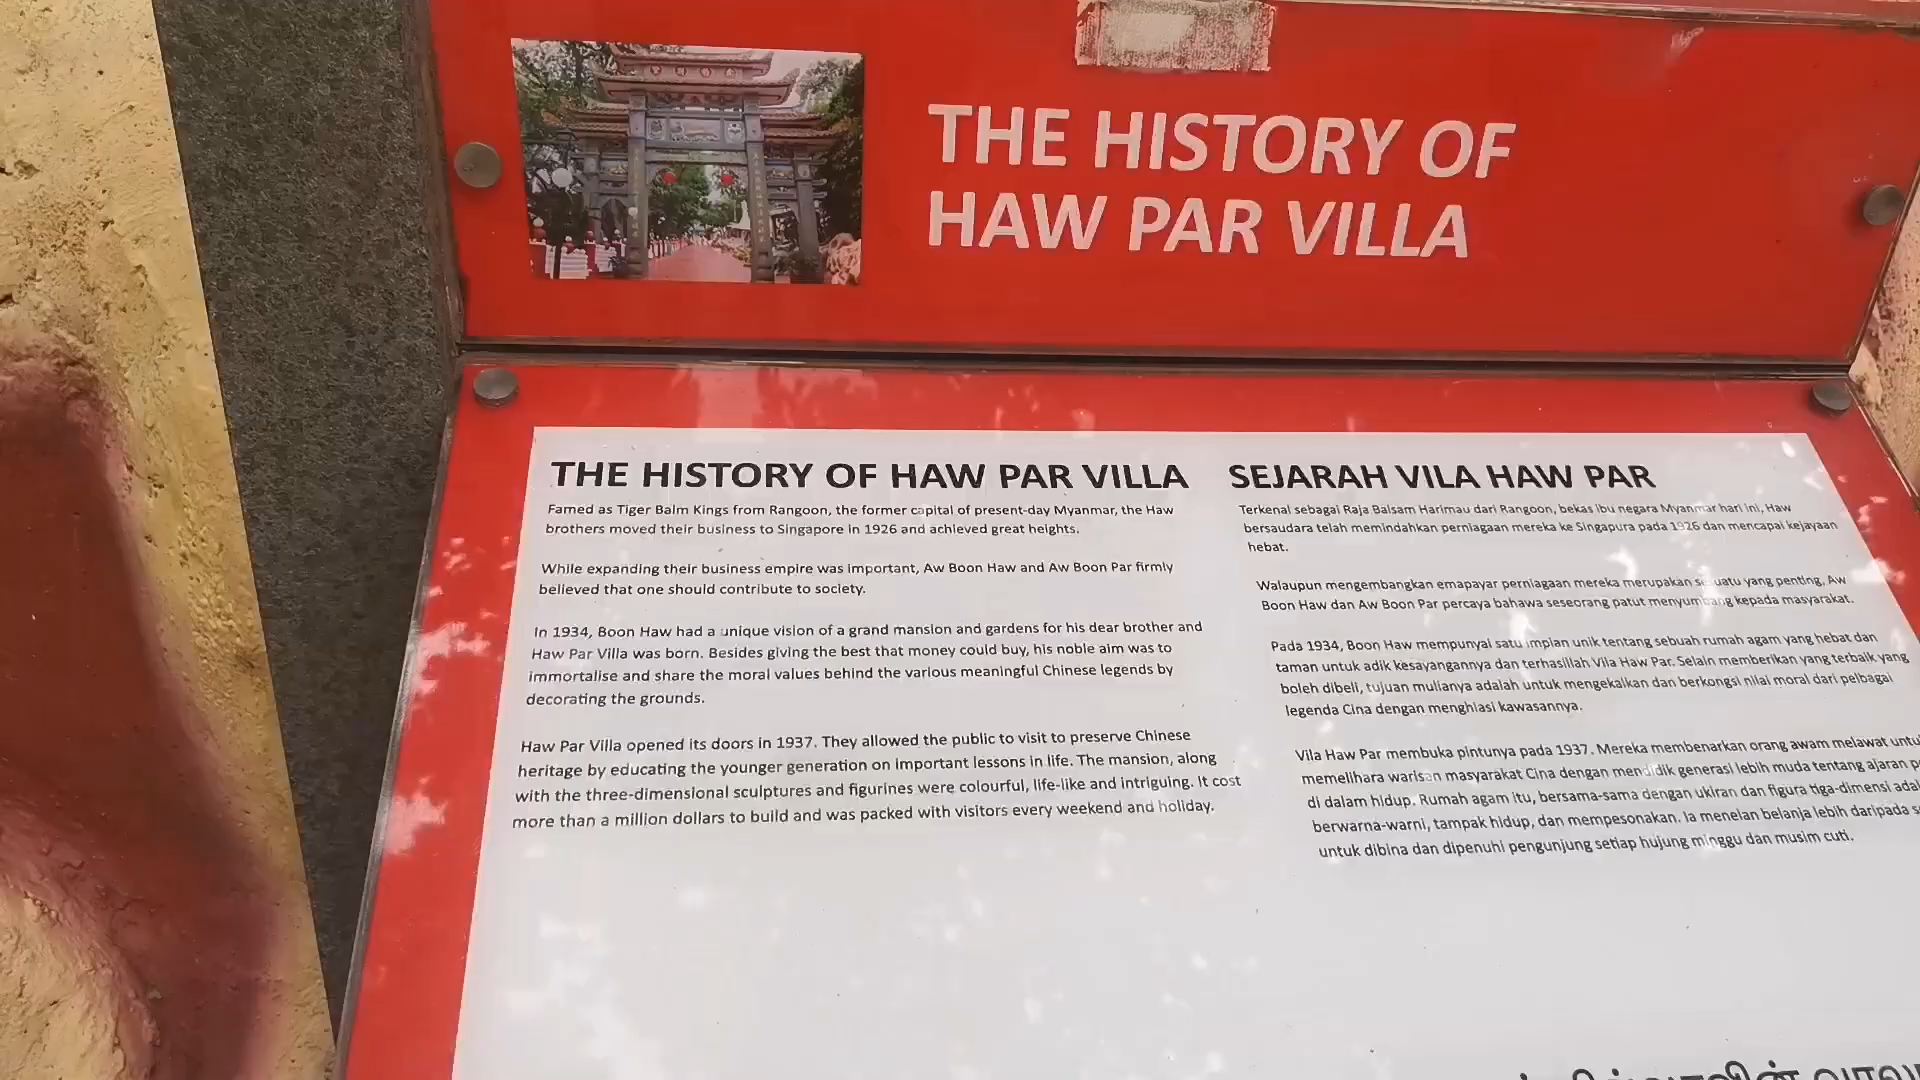 THE HISTORY OF
HAW PAR VILLA
THE HISTORY OF HAW PAR VILLA
Famed as Tiger Balm Kings from Rangoon, the former capital of present-day Myanmar, the Haw
brothers moved their business to Singapore in 1926 and achieved great heights.
While expanding their business empire was important, Aw Boon Haw and Aw Boon Par firmly
believed that one should contribute to society.
In 1934, Boon Haw had a unique vision of a grand mansion and gardens for his dear brother and
Haw Par Villa was born. Besides giving the best that money could buy, his noble aim was to
immortalise and share the moral values behind the various meaningful Chinese legends by
decorating the grounds.
Haw Par Villa opened its doors in 1937. They allowed the public to visit to preserve Chinese
heritage by educating the younger generation on important lessons in life. The mansion, along
with the three-dimensional sculptures and figurines were colourful, life-like and intriguing. It cost
more than a million dollars to build and was packed with visitors every weekend and holiday.
SEJARAH VILA HAW PAR
Terkenal sebagai Raja Balsam Harimau dari Rangoon, bekas ibu negara Myanmar hari ini, Haw
bersaudara telah memindahkan perniagaan mereka ke Singapura pada 1926 dan mencapai kejayaan
hebat.
Walaupun mengembangkan emapayar perniagaan mereka merupakan sesuatu yang penting, Aw
Boon Haw dan Aw Boon Par percaya bahawa seseorang patut menyumbang kepada masyarakat.
Pada 1934, Boon Haw mempunyai satu impian unik tentang sebuah rumah agam yang hebat dan
taman untuk adik kesayangannya dan terhasillah Vila Haw Par. Selain memberikan yang terbaik yang
boleh dibeli, tujuan mulianya adalah untuk mengekalkan dan berkongsi nilai moral dari pelbagai
legenda Cina dengan menghiasi kawasannya.
Vila Haw Par membuka pintunya pada 1937. Mereka membenarkan orang awam melawat
memelihara warisan masyarakat Cina dengan mendidik generasi lebih muda tentang ajaran
di dalam hidup. Rumah agam itu, bersama-sama dengan ukiran dan figura tiga-dimensi
berwarna-warni, tampak hidup, dan mempesonakan. Ia menelan belanja lebih daripada
untuk dibina dan dipenuhi pengunjung setiap hujung minggu dan musim cuti.